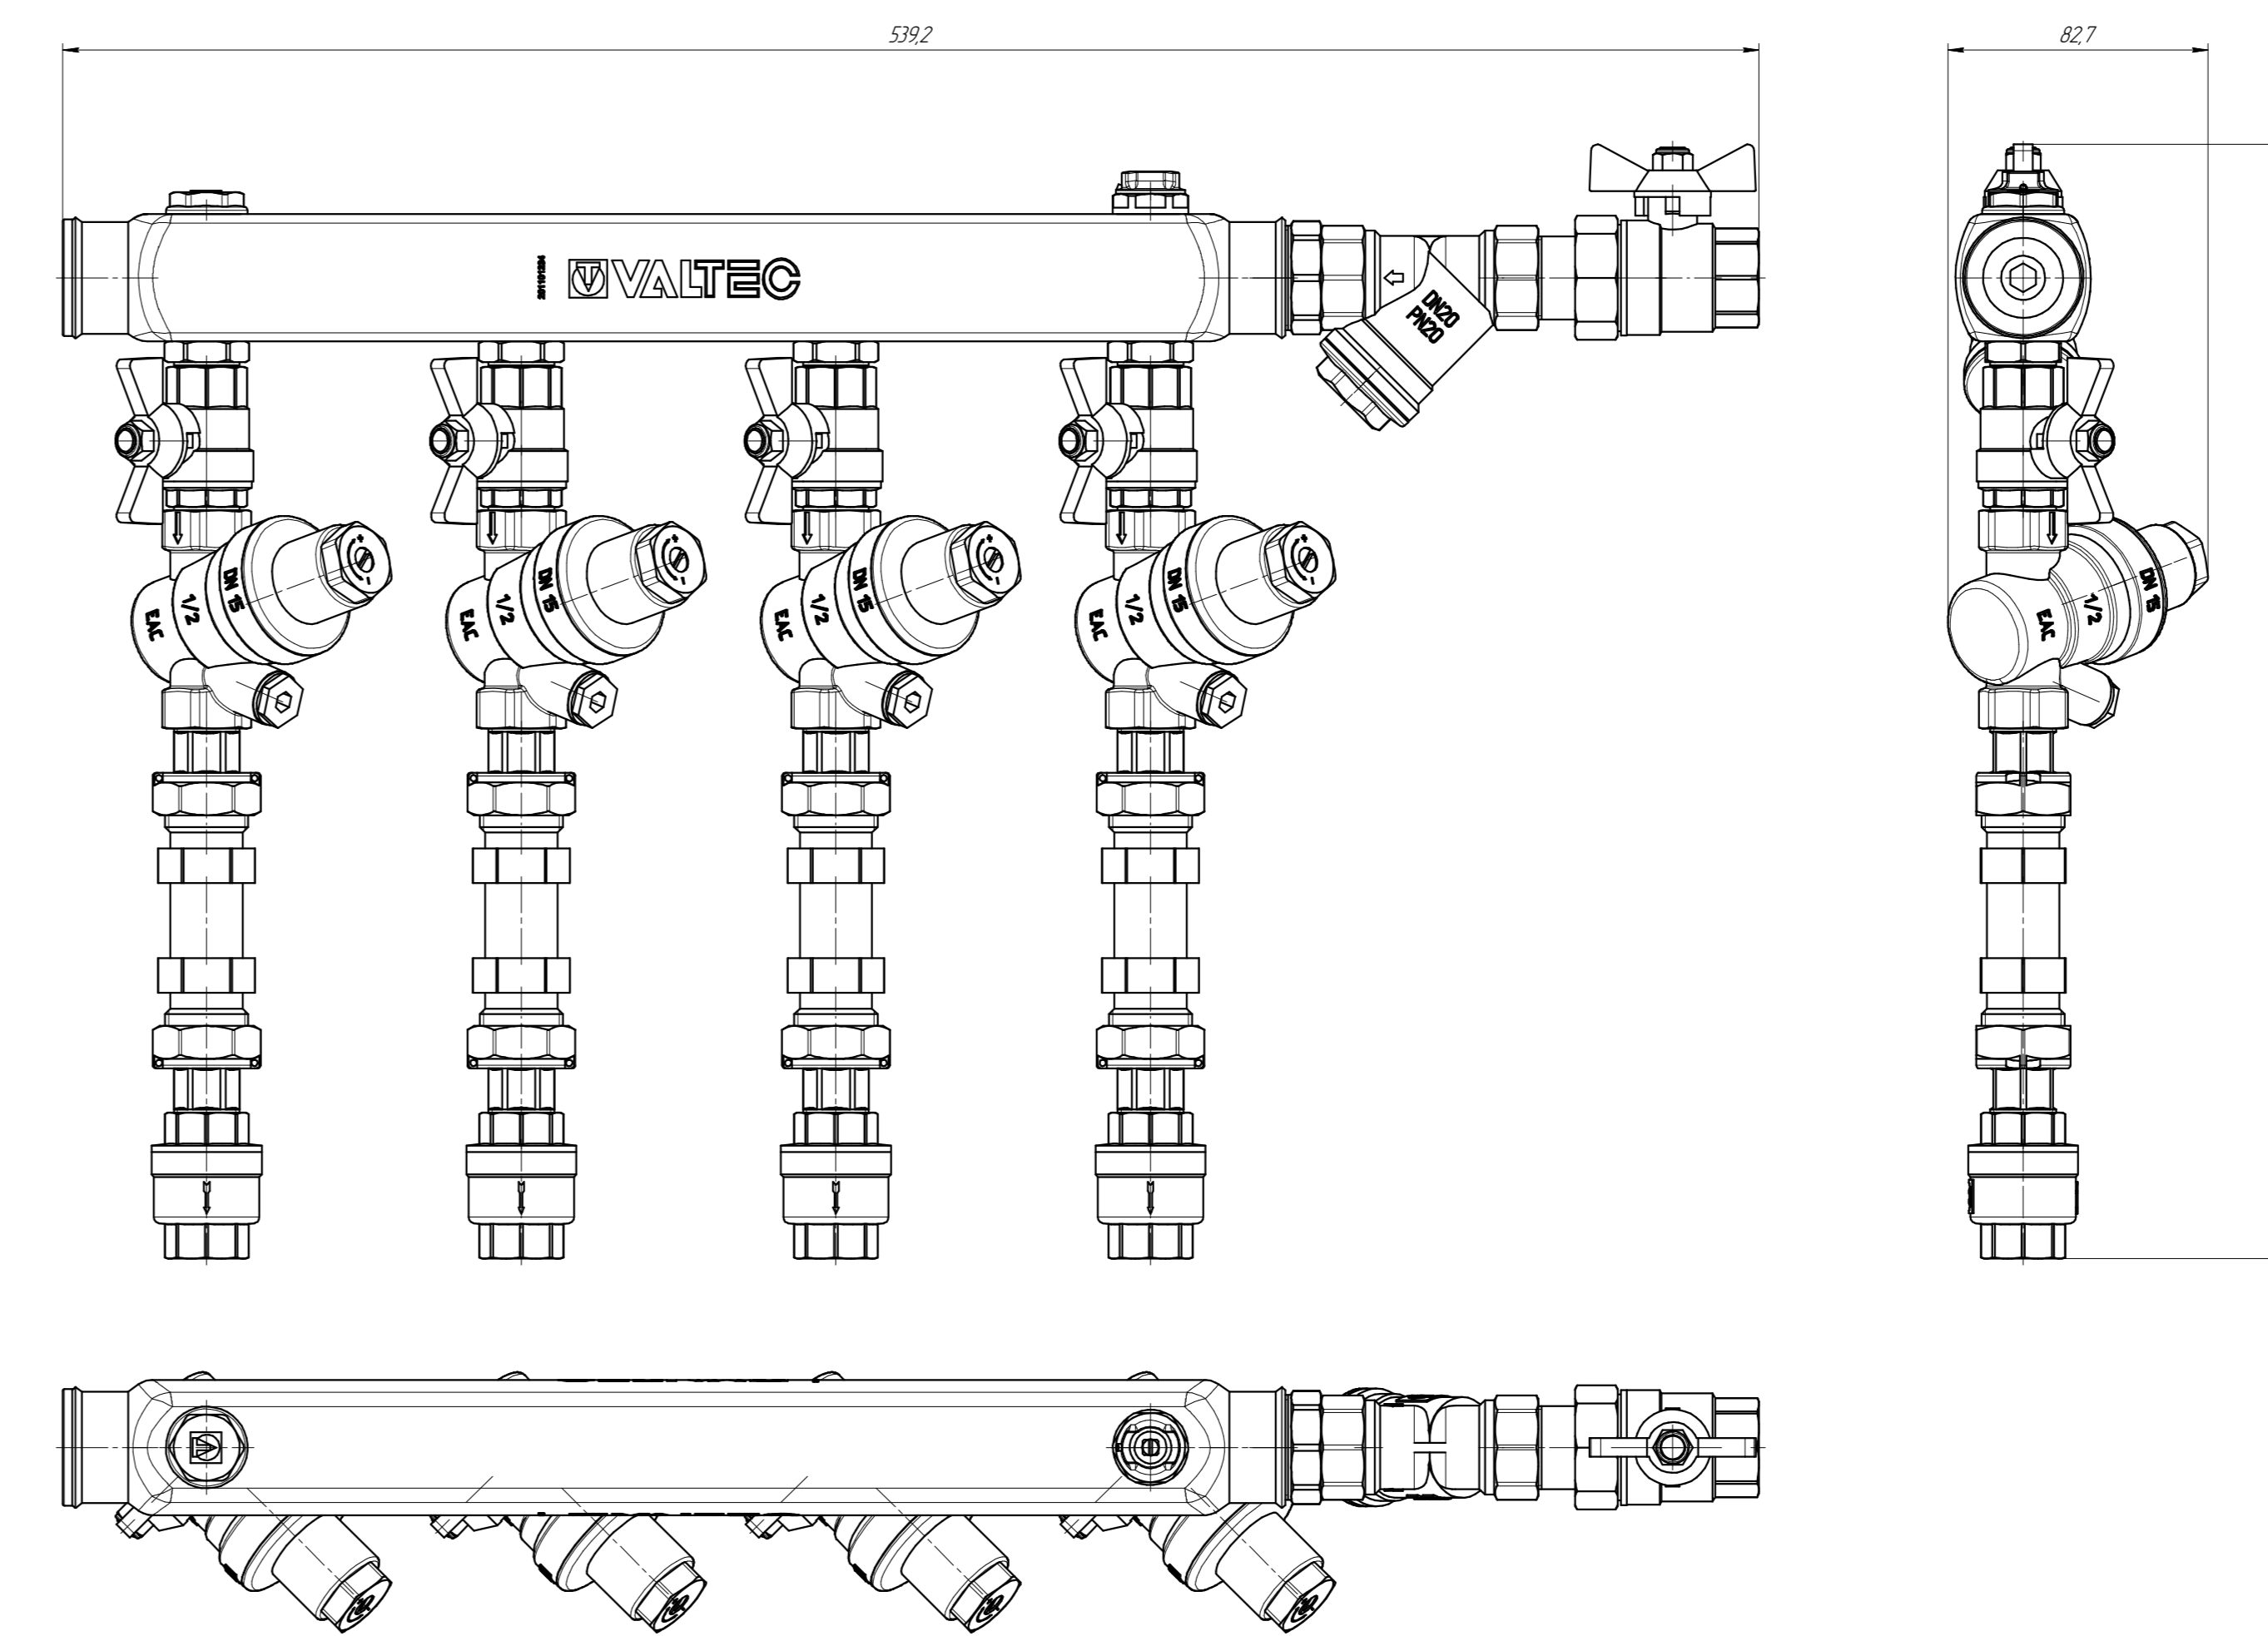 539,2
82,7
VALTEC
DN20
PN20
EAC
1/2
DN 15
+
-
EAC
1/2
DN 15
+
-
EAC
1/2
DN 15
+
-
EAC
1/2
DN 15
+
-
EAC
1/2
DN 15